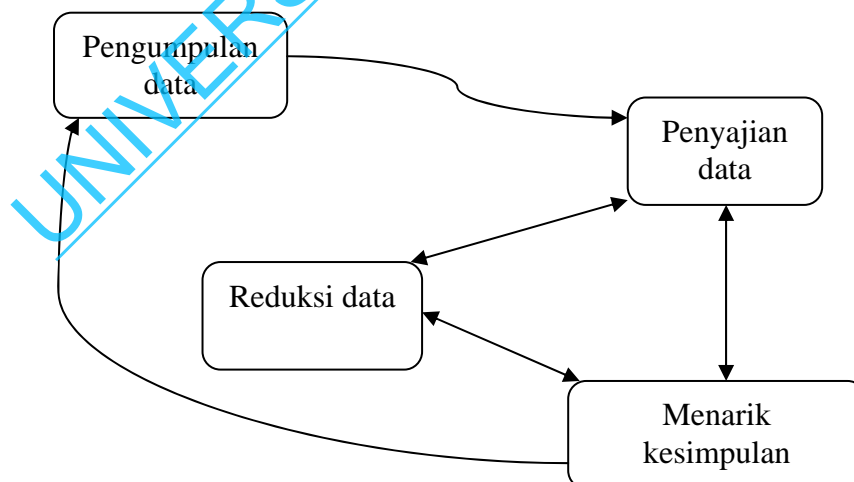 Pengumpulan
data
Penyajian
data
Reduksi data
Menarik
kesimpulan